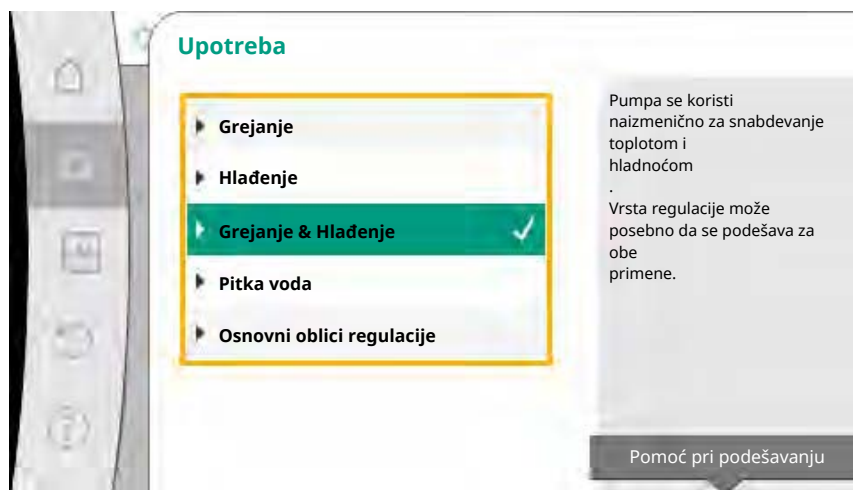 Upotreba
Grejanje
Hlađenje
Grejanje & Hlađenje
Pitka voda
Osnovni oblici regulacije
Pumpa se koristi
naizmenično za snabdevanje
toplotom i
hladnoćom
.
Vrsta regulacije može
posebno da se podešava za
obe
primene.
Pomoć pri podešavanju